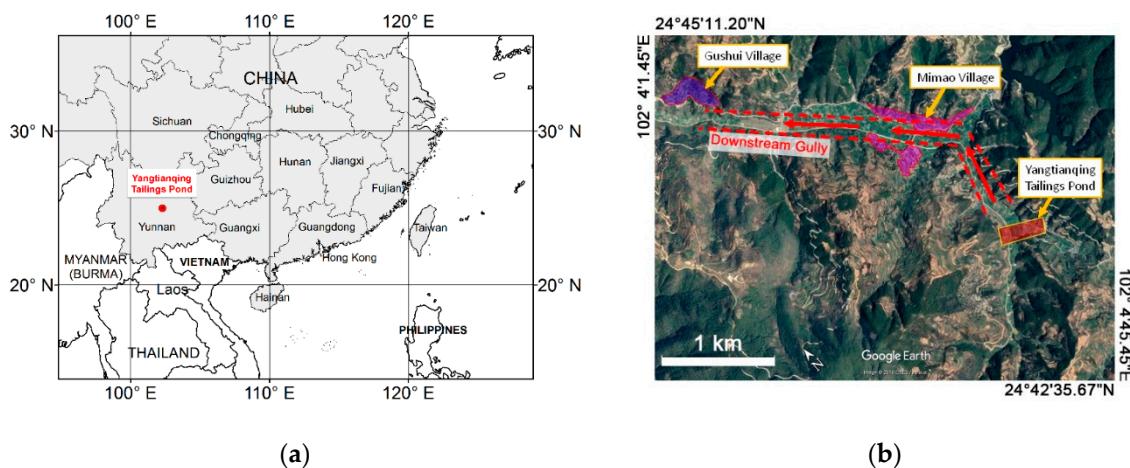 100° E
110° E
120° E
CHINA
Hubei
Sichuan
30° N
30° N
Chongqing
Hunan
Jiangxi
Guizhou
Yangtianqing
Tailings Pond
Fujian
Yunnan
Guangxi
Guangdong
Taiwan
MYANMAR
(BURMA)
VIETNAM
Hong Kong
20° N
20° N
Laos
Hainan
PHILIPPINES
THAILAND
100° E
110° E
120° E
(a)
24°45'11.20"N
102° 4'41.45"E
Gushui Village
Mimao Village
Downstream Gully
Yangtianqing
Tailings Pond
1 km
N
Google Earth
102° 4'45.45"E
24°42'35.67"N
(b)